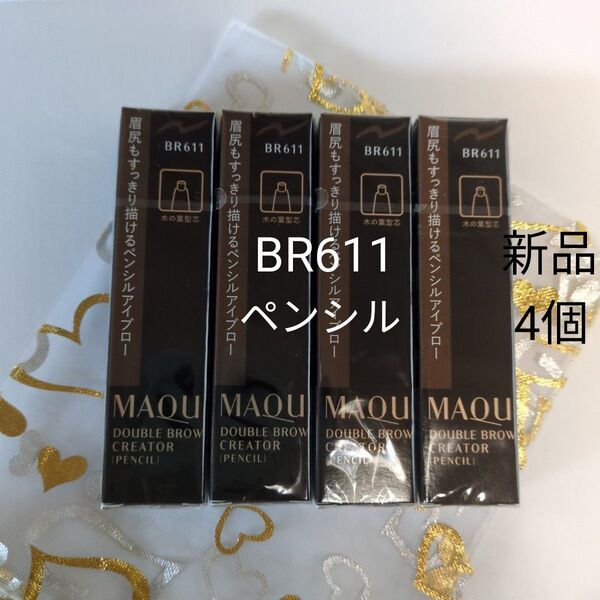 BR611
眉尻もすっきり描けるペンシルアイブロー
木の葉型芯
MAQU
DOUBLE BROW
CREATOR
[PENCIL]
BR611
眉尻もすっきり描けるペンシルアイブロー
木の葉型芯
MAQU
DOUBLE BROW
CREATOR
[PENCIL]
BR611
眉尻もすっきり描けるペンシルアイブロー
木の葉型芯
MAQU
DOUBLE BROW
CREATOR
[PENCIL]
BR611
眉尻もすっきり描けるペンシルアイブロー
木の葉型芯
MAQU
DOUBLE BROW
CREATOR
[PENCIL]
BR611
ペンシル
新品
4個